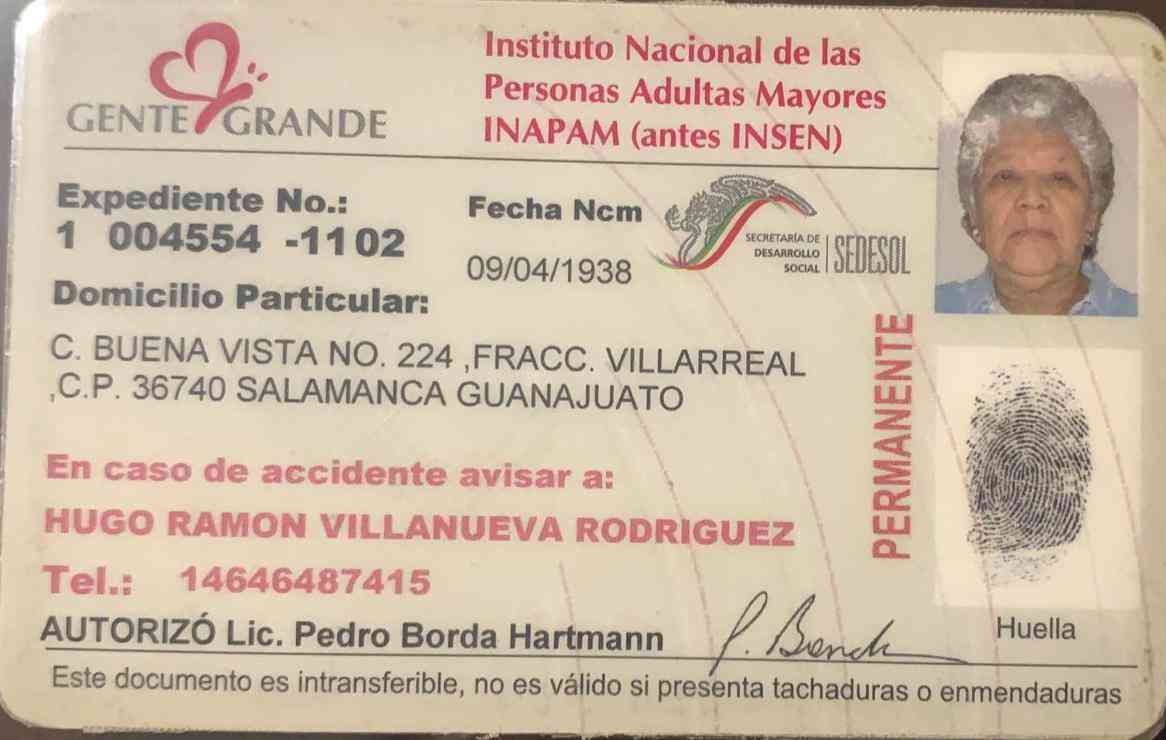 GENTE GRANDE
Instituto Nacional de las
Personas Adultas Mayores
INAPAM (antes INSEN)
Expediente No.:
1 004554 -1102
Fecha Ncm
09/04/1938
SECRETARÍA DE
DESARROLLO
SOCIAL
SEDESOL
Domicilio Particular:
C. BUENA VISTA NO. 224 ,FRACC. VILLARREAL
,C.P. 36740 SALAMANCA GUANAJUATO
PERMANENTE
En caso de accidente avisar a:
HUGO RAMON VILLANUEVA RODRIGUEZ
Tel.: 14646487415
AUTORIZÓ Lic. Pedro Borda Hartmann
Huella
Este documento es intransferible, no es válido si presenta tachaduras o enmendaduras